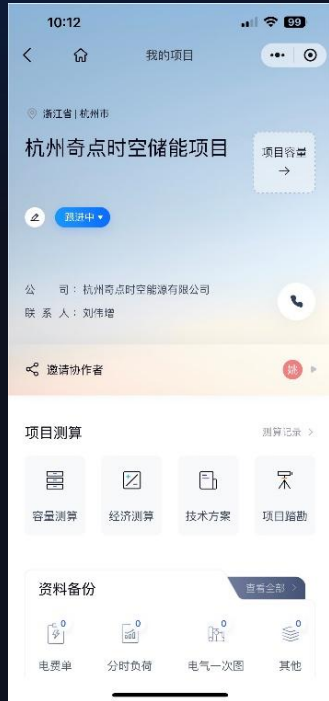 10:12
99
我的项目
浙江省 | 杭州市
杭州奇点时空储能项目
项目容量
→
跟进中
公 司：杭州奇点时空能源有限公司
联 系 人：刘伟增
邀请协作者
姚
项目测算
测算记录 >
容量测算 经济测算 技术方案 项目踏勘
资料备份
查看全部 >
0 0 0 0
电费单 分时负荷 电气一次图 其他